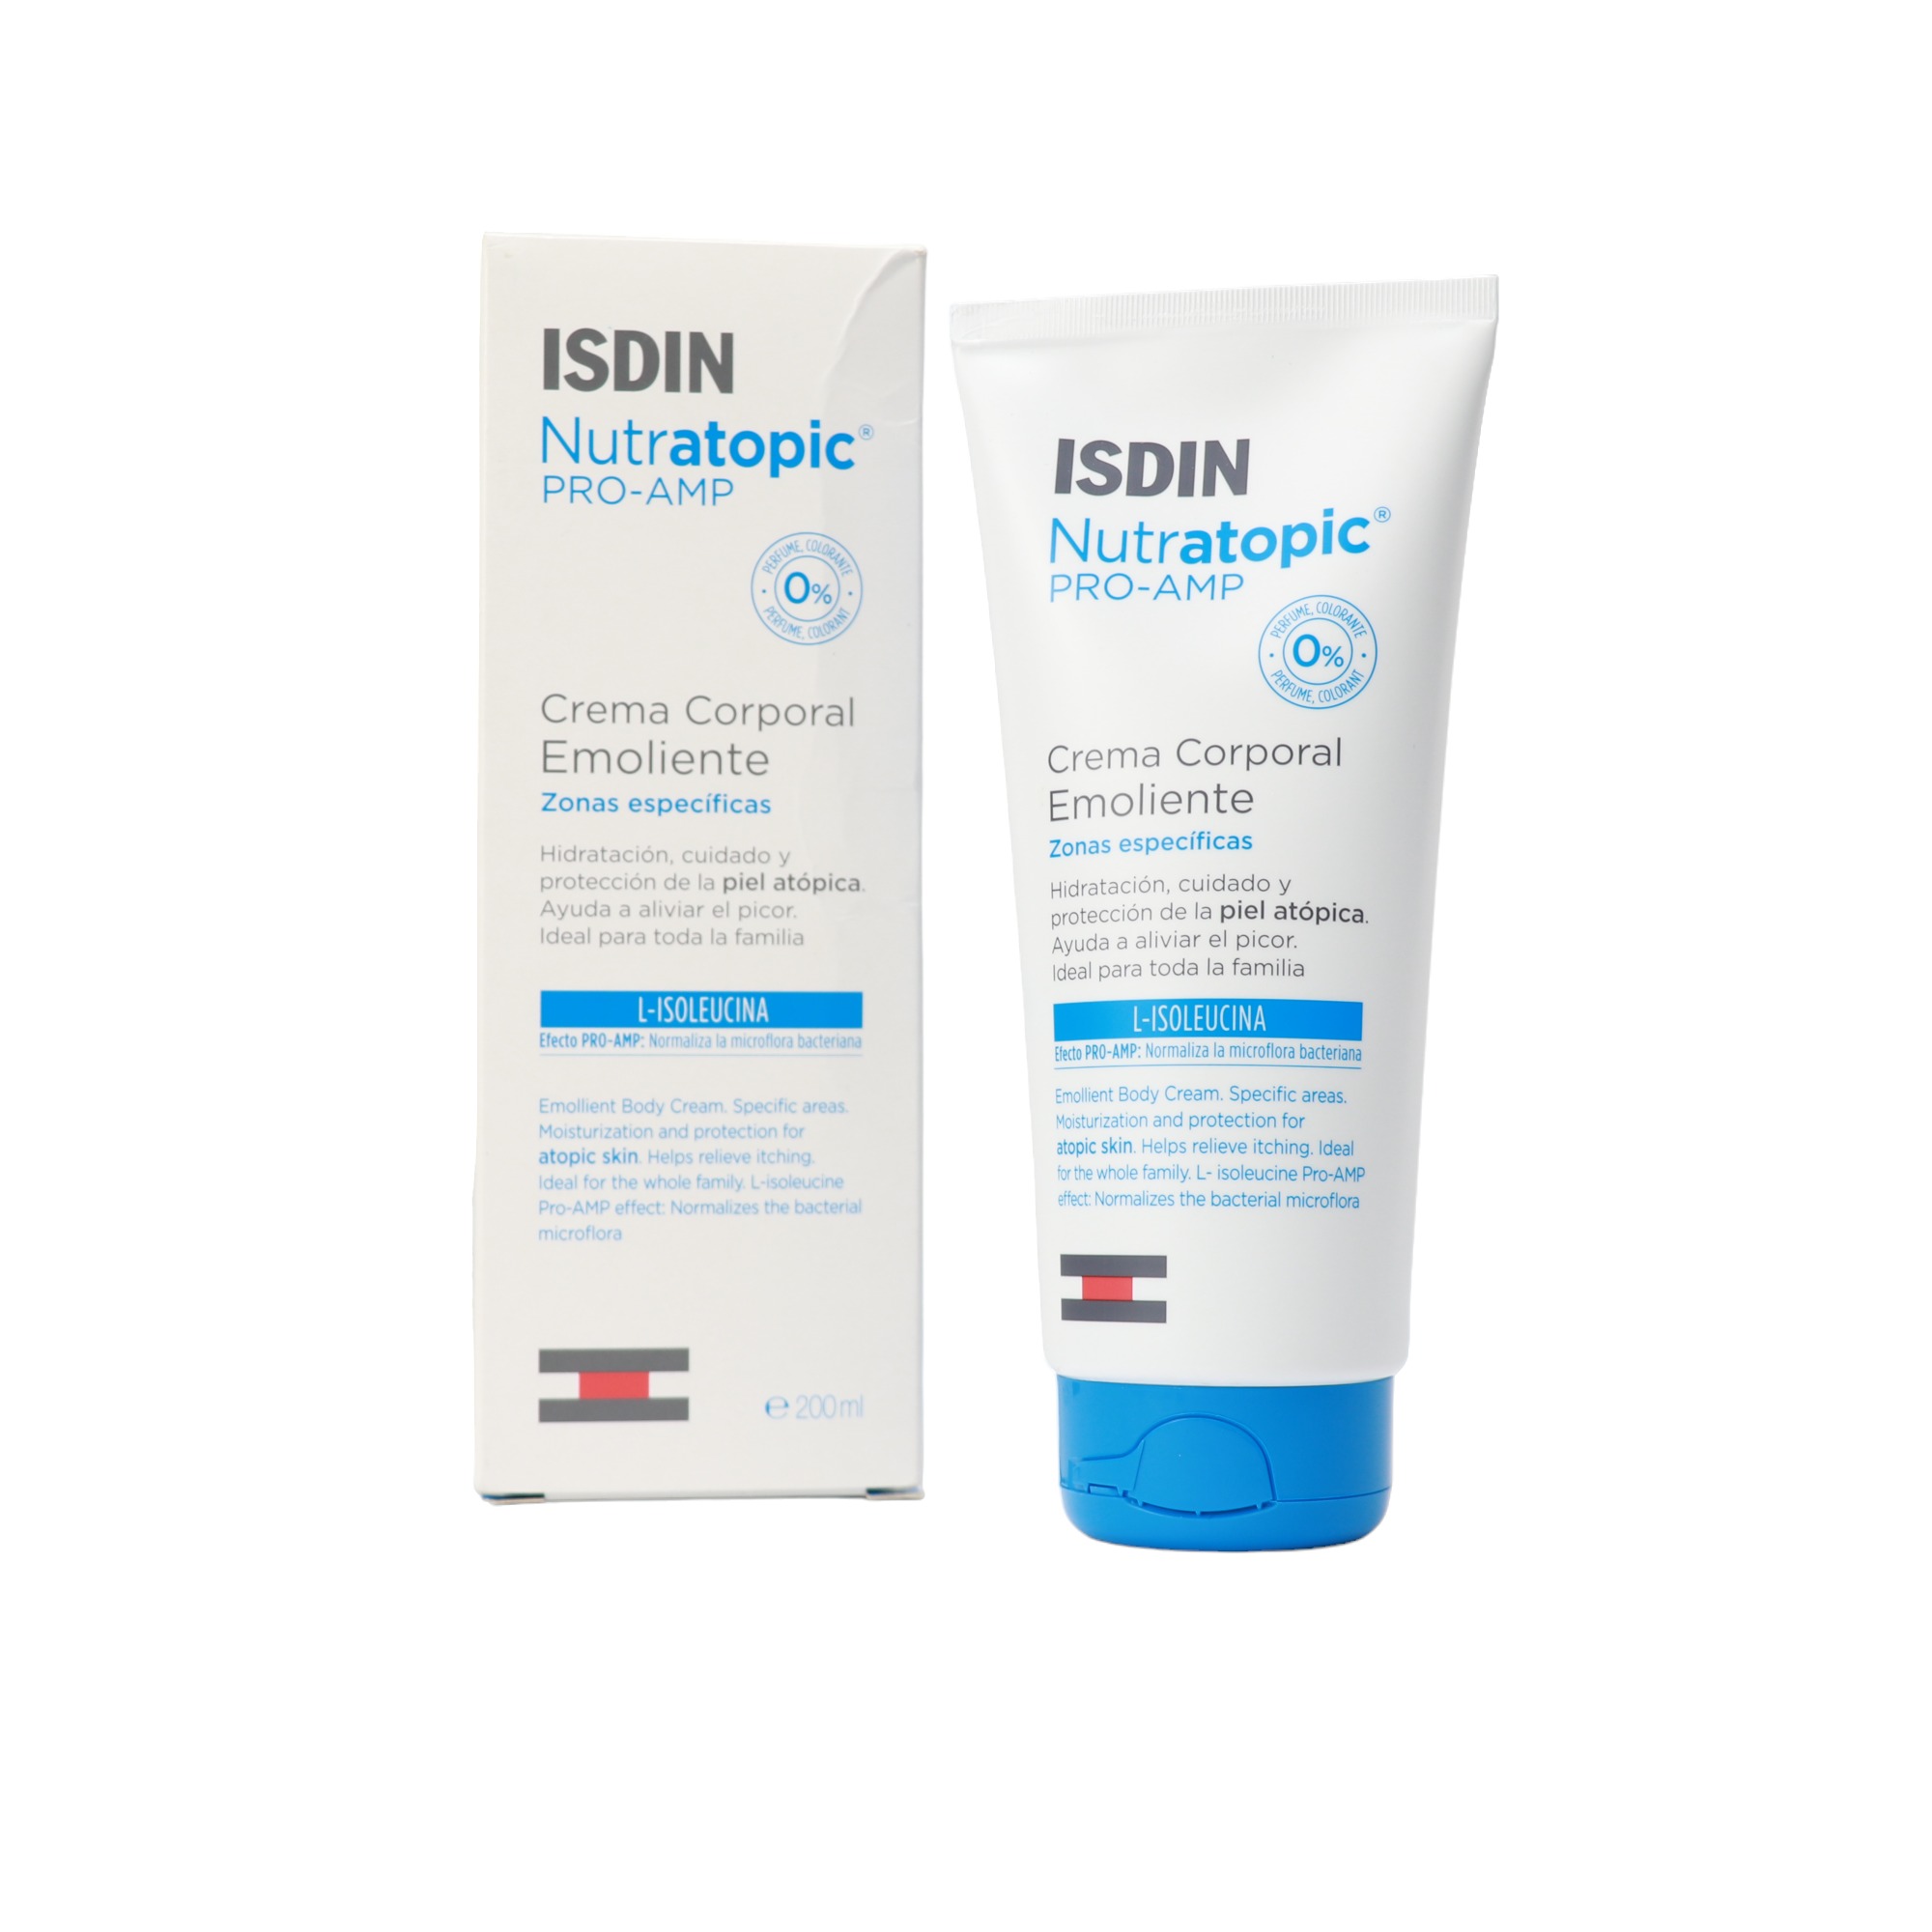 ISDIN
Nutratopic®
PRO-AMP
PERFUME, COLORANTE
0%
PERFUME, COLORANT
Crema Corporal
Emoliente
Zonas específicas
Hidratación, cuidado y
protección de la piel atópica.
Ayuda a aliviar el picor.
Ideal para toda la familia
L-ISOLEUCINA
Efecto PRO-AMP: Normaliza la microflora bacteriana
Emollient Body Cream. Specific areas.
Moisturization and protection for
atopic skin. Helps relieve itching.
Ideal for the whole family. L-isoleucine
Pro-AMP effect: Normalizes the bacterial
microflora
℮ 200 ml
ISDIN
Nutratopic®
PRO-AMP
PERFUME, COLORANTE
0%
PERFUME, COLORANT
Crema Corporal
Emoliente
Zonas específicas
Hidratación, cuidado y
protección de la piel atópica.
Ayuda a aliviar el picor.
Ideal para toda la familia
L-ISOLEUCINA
Efecto PRO-AMP: Normaliza la microflora bacteriana
Emollient Body Cream. Specific areas.
Moisturization and protection for
atopic skin. Helps relieve itching. Ideal
for the whole family. L- isoleucine Pro-AMP
effect: Normalizes the bacterial microflora